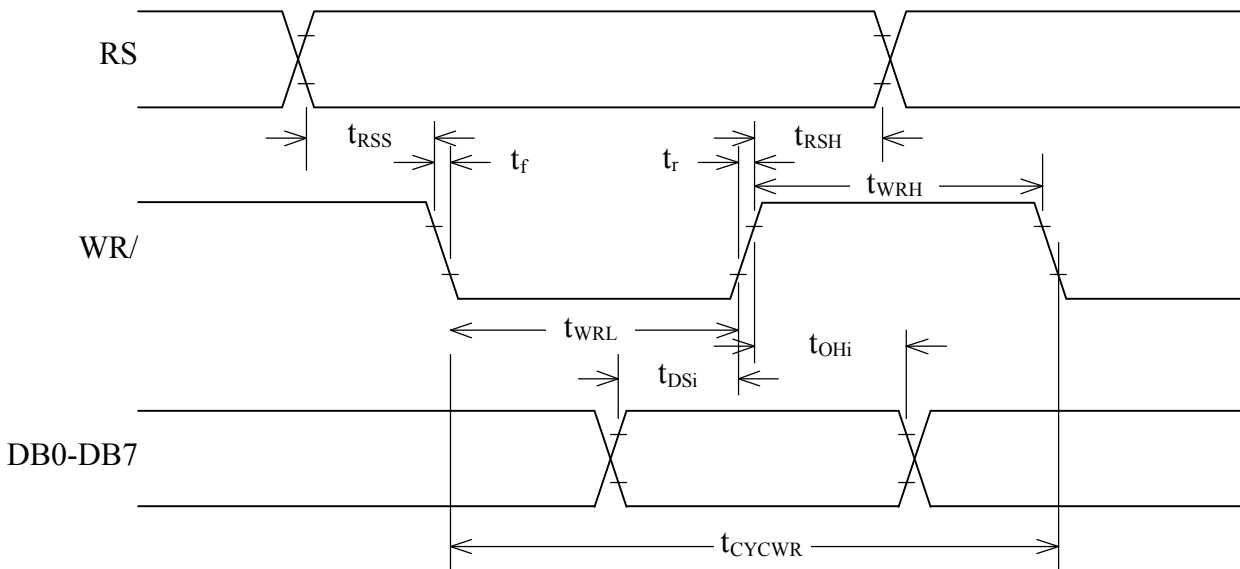 RS
tRSS
tRSH
tf
tr
tWRH
WR/
tWRL
tOHi
tDSi
DB0-DB7
tCYCWR